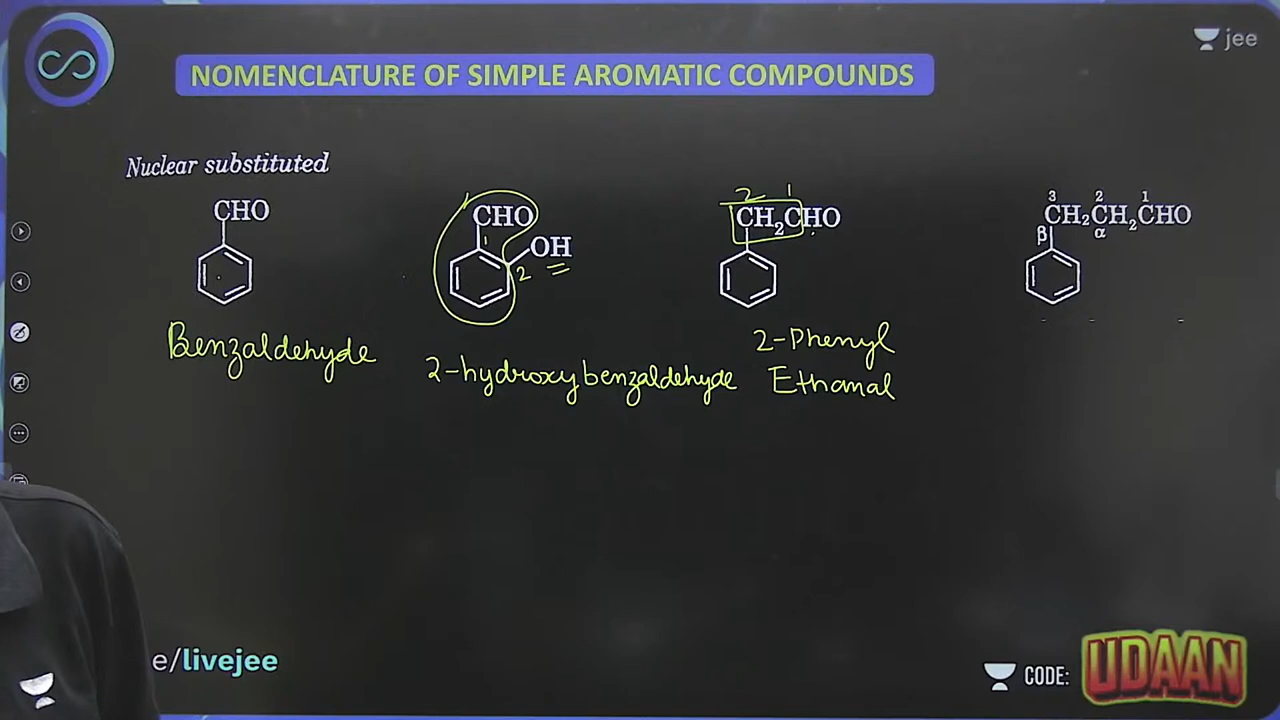 jee
NOMENCLATURE OF SIMPLE AROMATIC COMPOUNDS
Nuclear substituted
CHO
CHO
1
OH
2
2 1
CH₂CHO
3 2 1
CH₂CH₂CHO
β α
Benzaldehyde
2-hydroxybenzaldehyde
2-Phenyl
Ethanal
e/livejee
CODE: UDAAN